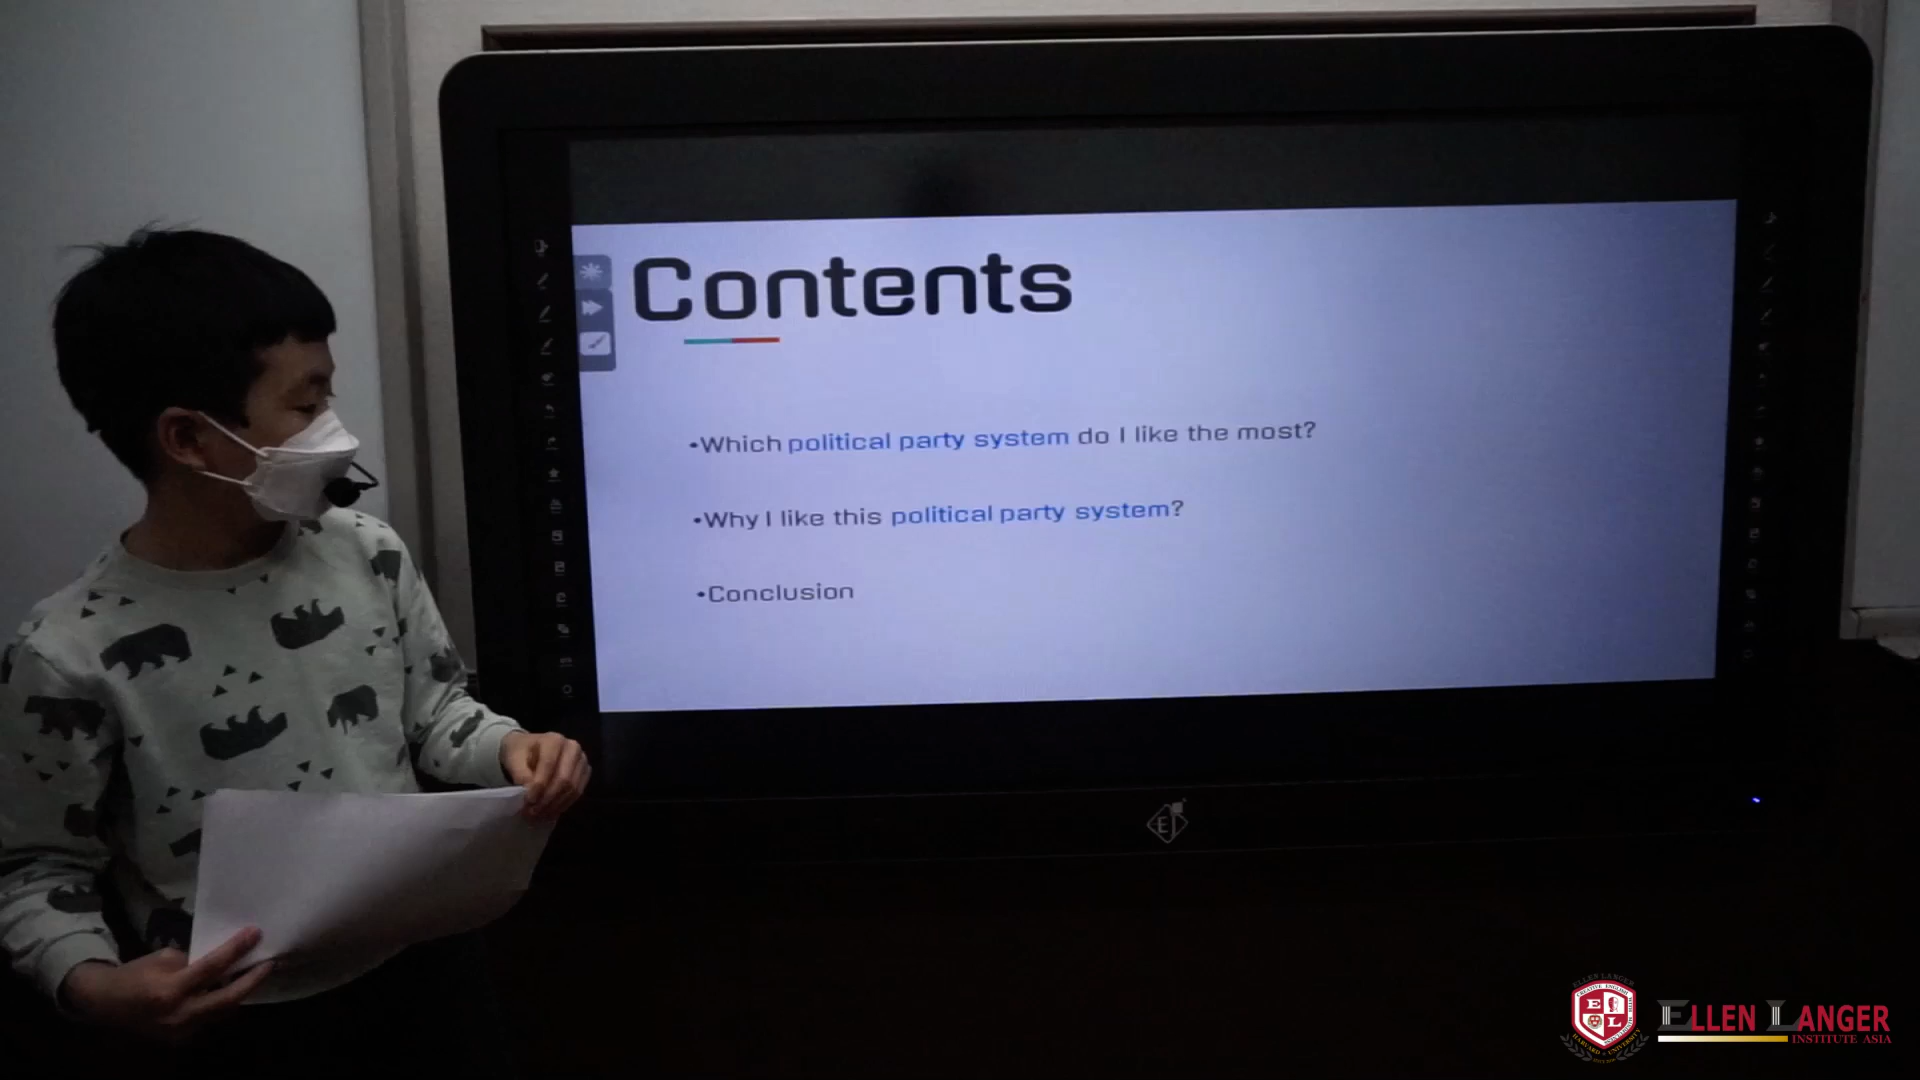 Contents
•Which political party system do I like the most?
•Why I like this political party system?
•Conclusion
E
E L
ELLEN LANGER
INSTITUTE ASIA